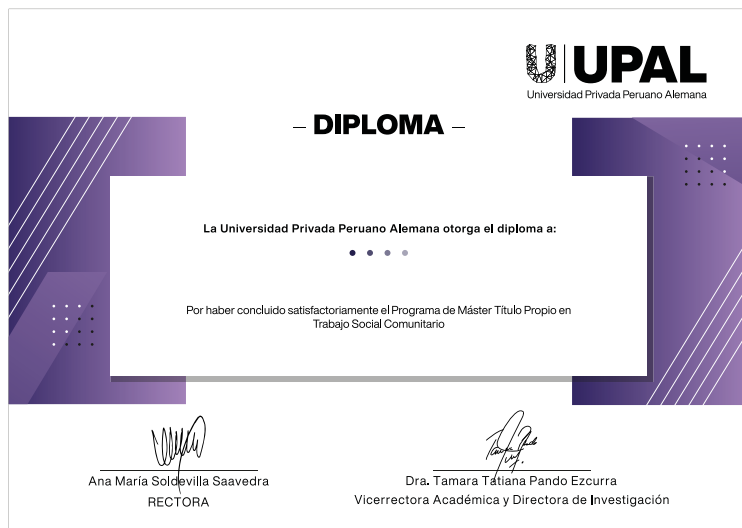 UPAL
Universidad Privada Peruano Alemana
– DIPLOMA –
La Universidad Privada Peruano Alemana otorga el diploma a:
Por haber concluido satisfactoriamente el Programa de Máster Título Propio en
Trabajo Social Comunitario
Ana María Soldevilla Saavedra
RECTORA
Dra. Tamara Tatiana Pando Ezcurra
Vicerrectora Académica y Directora de Investigación